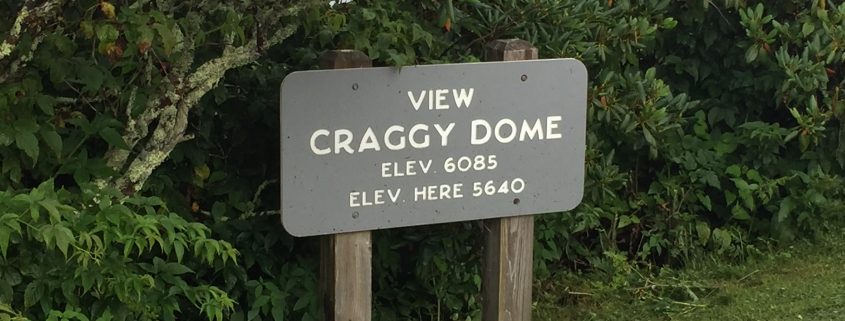 VIEW
CRAGGY DOME
ELEV. 6085
ELEV. HERE 5640